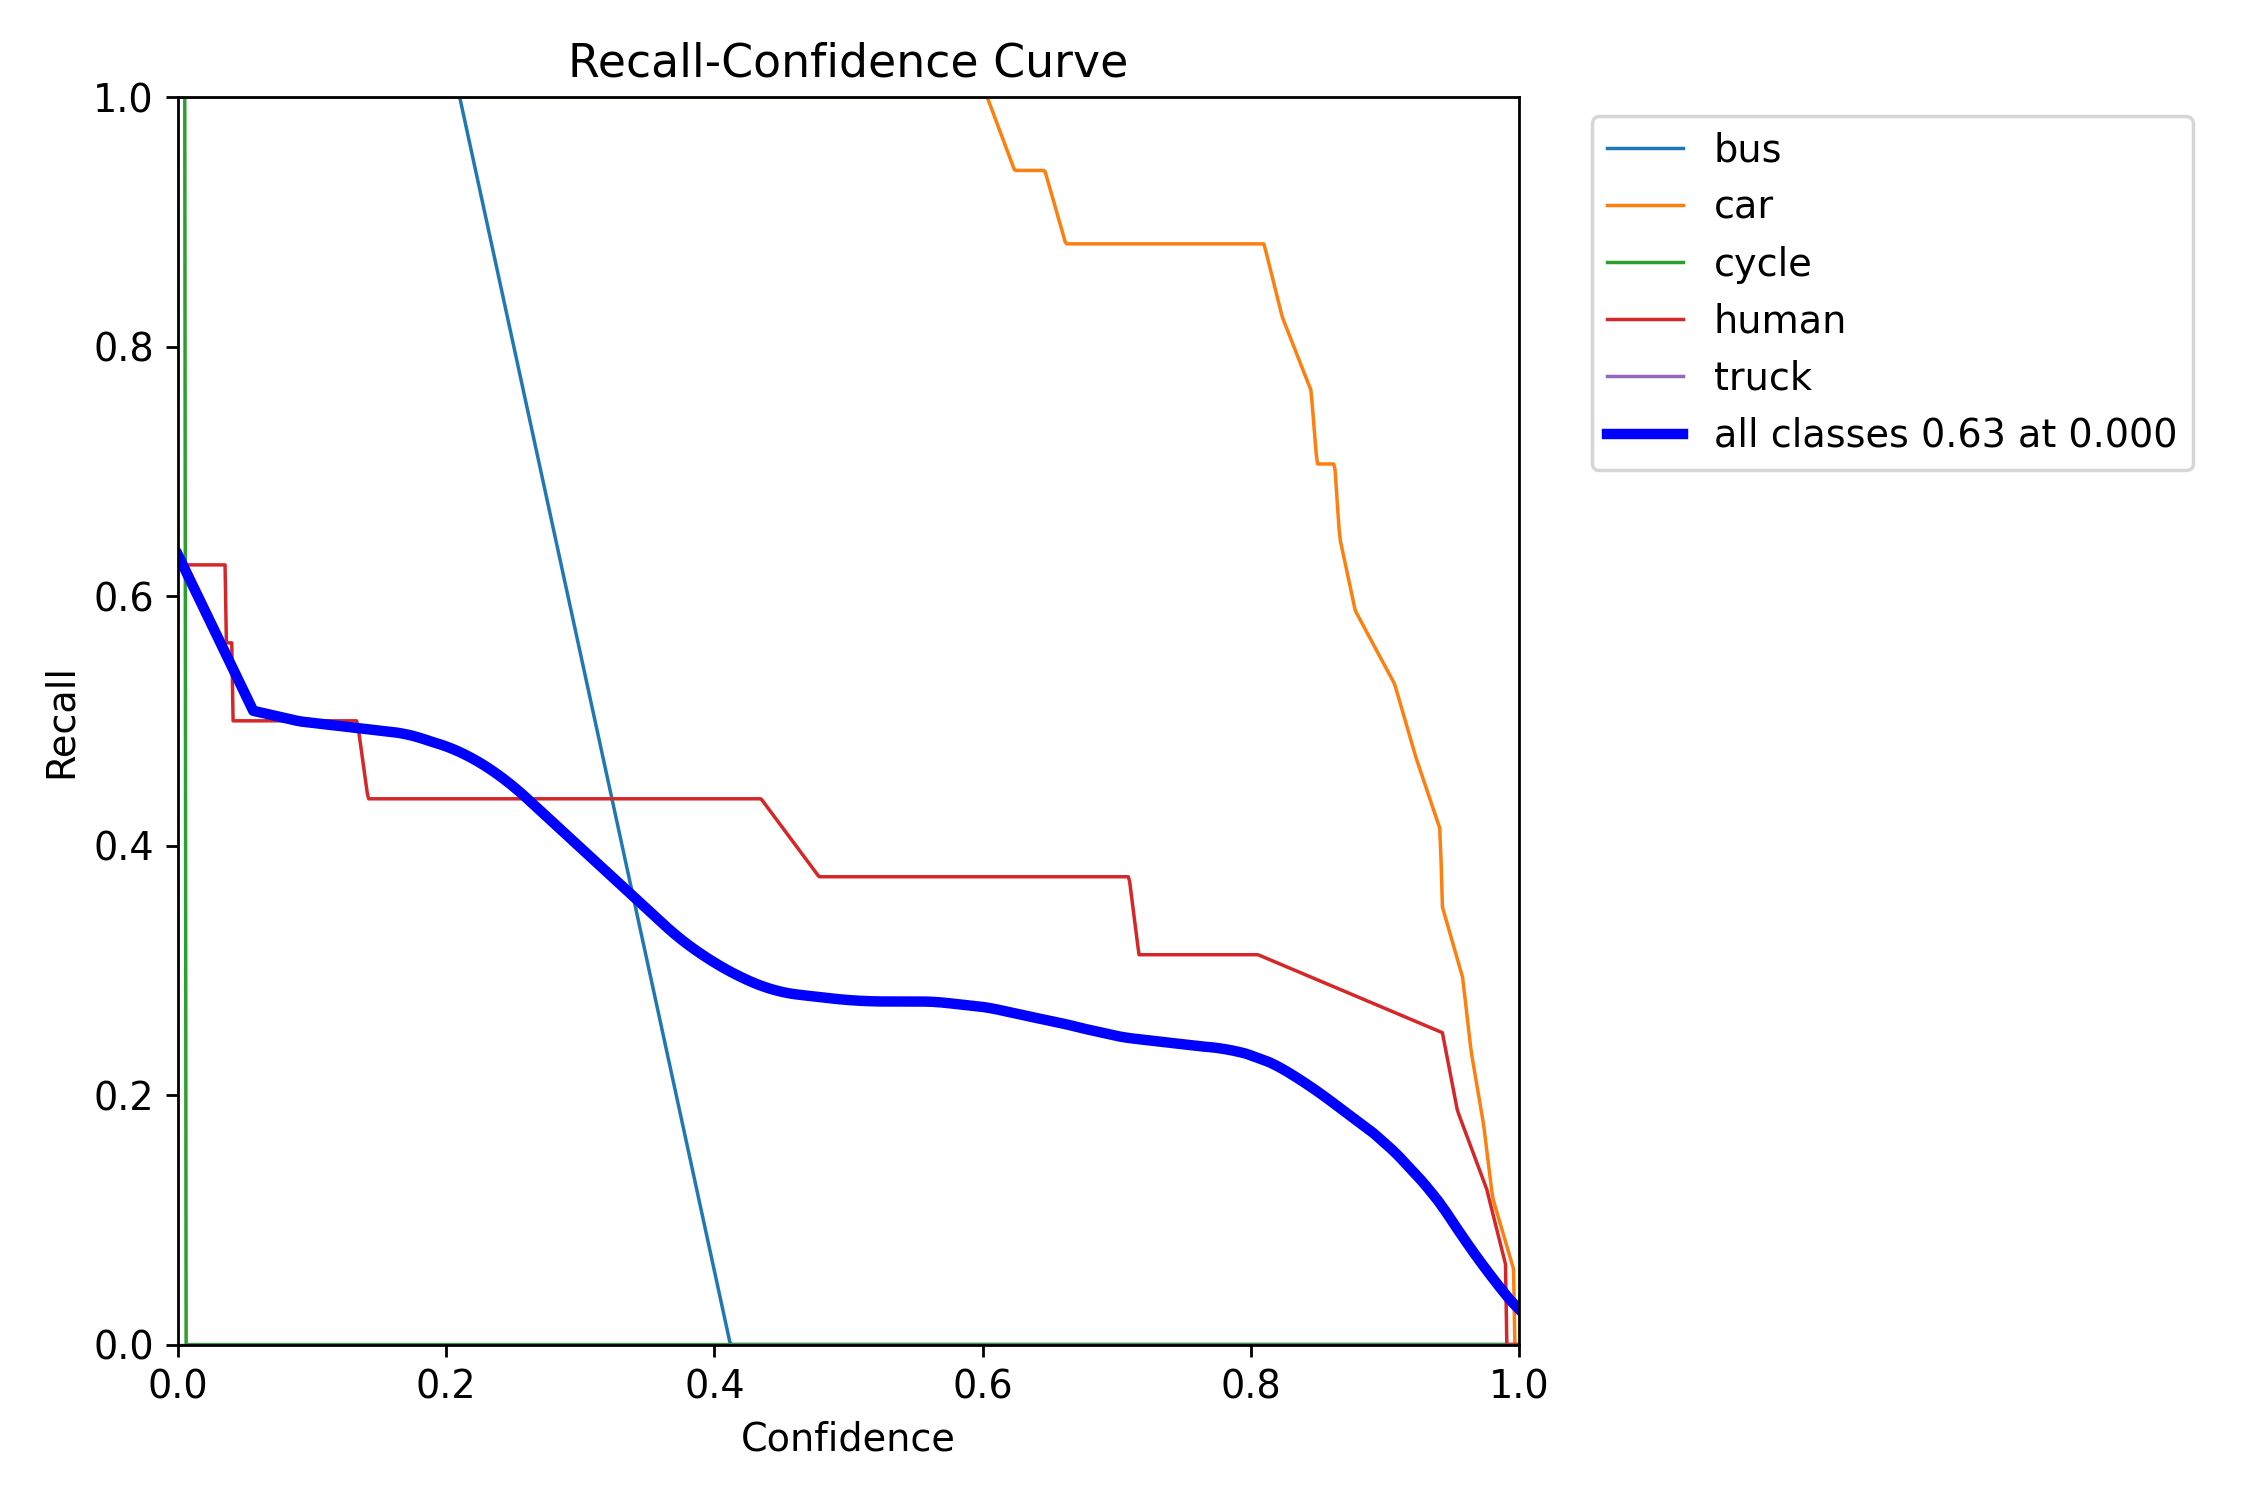 Recall-Confidence Curve
1.0
0.8
0.6
0.4
0.2
0.0
Recall
0.0 0.2 0.4 0.6 0.8 1.0
Confidence
bus
car
cycle
human
truck
all classes 0.63 at 0.000